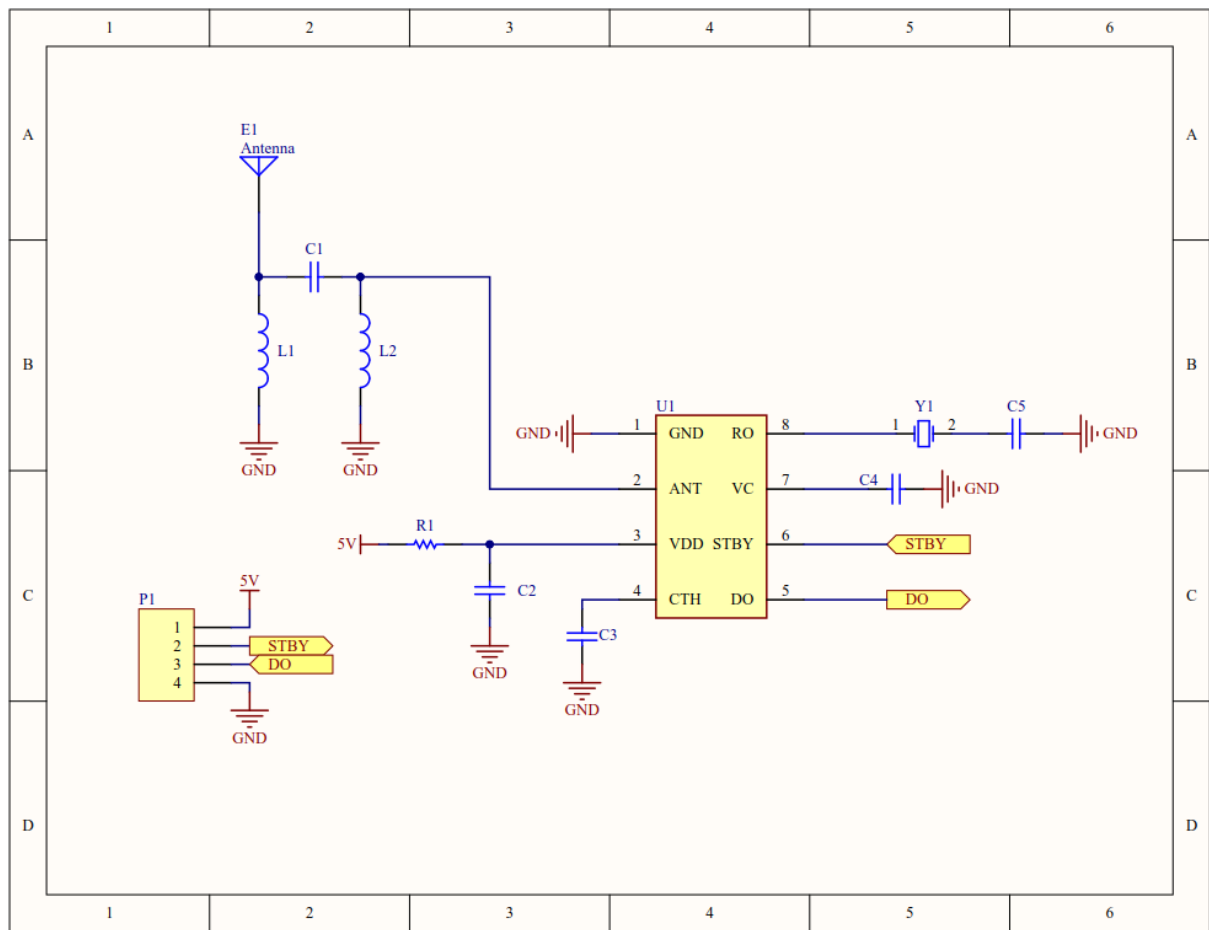 1 2 3 4 5 6
A A
E1
Antenna
B B
C1
L1 L2
GND GND
U1
GND 1 GND RO 8 1 Y1 2 C5 GND
2 ANT VC 7 C4 GND
5V R1 3 VDD STBY 6 STBY
C2
4 CTH DO 5 DO
C3
GND
GND
C C
5V
P1
1
2 STBY
3 DO
4
GND
D D
1 2 3 4 5 6